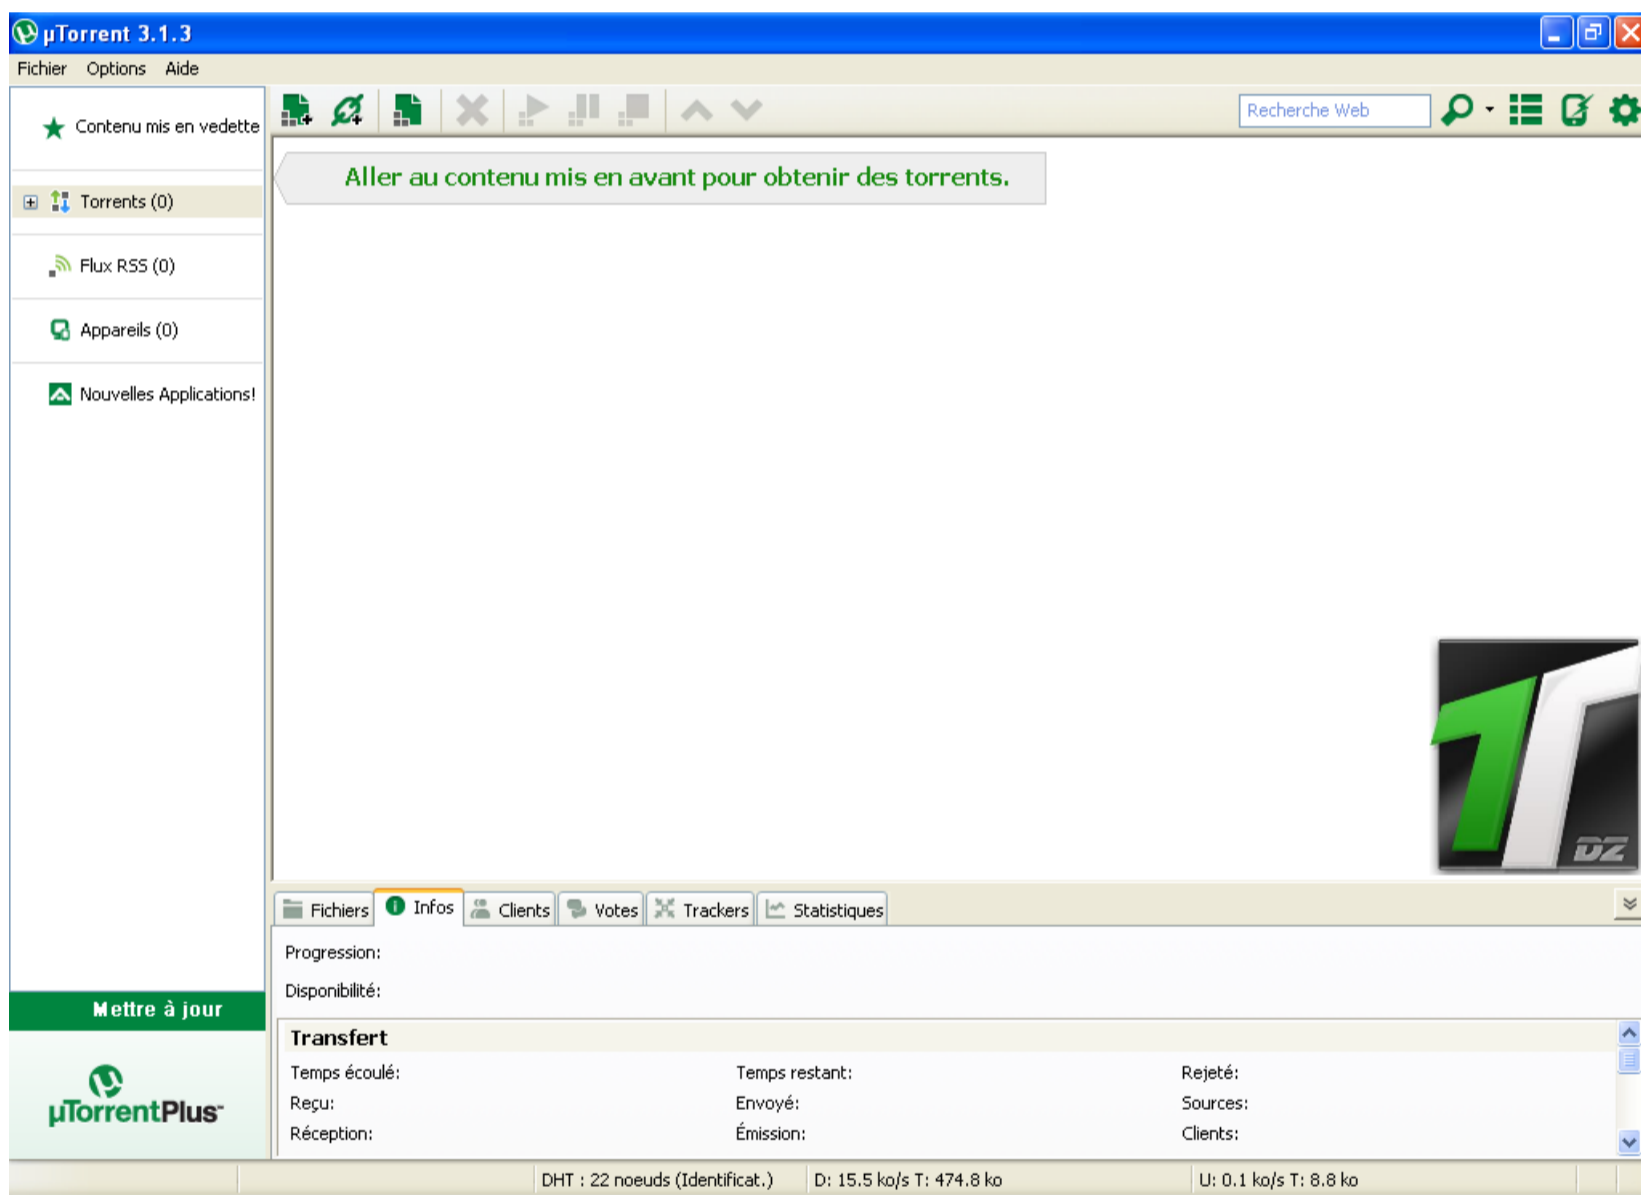 µTorrent 3.1.3
Fichier Options Aide
Contenu mis en vedette
Recherche Web
Aller au contenu mis en avant pour obtenir des torrents.
Torrents (0)
Flux RSS (0)
Appareils (0)
Nouvelles Applications!
DZ
Fichiers Infos Clients Votes Trackers Statistiques
Progression:
Disponibilité:
Mettre à jour
Transfert
Temps écoulé: Temps restant: Rejeté:
Reçu: Envoyé: Sources:
Réception: Émission: Clients:
µTorrentPlus
DHT : 22 noeuds (Identificat.) D: 15.5 ko/s T: 474.8 ko U: 0.1 ko/s T: 8.8 ko